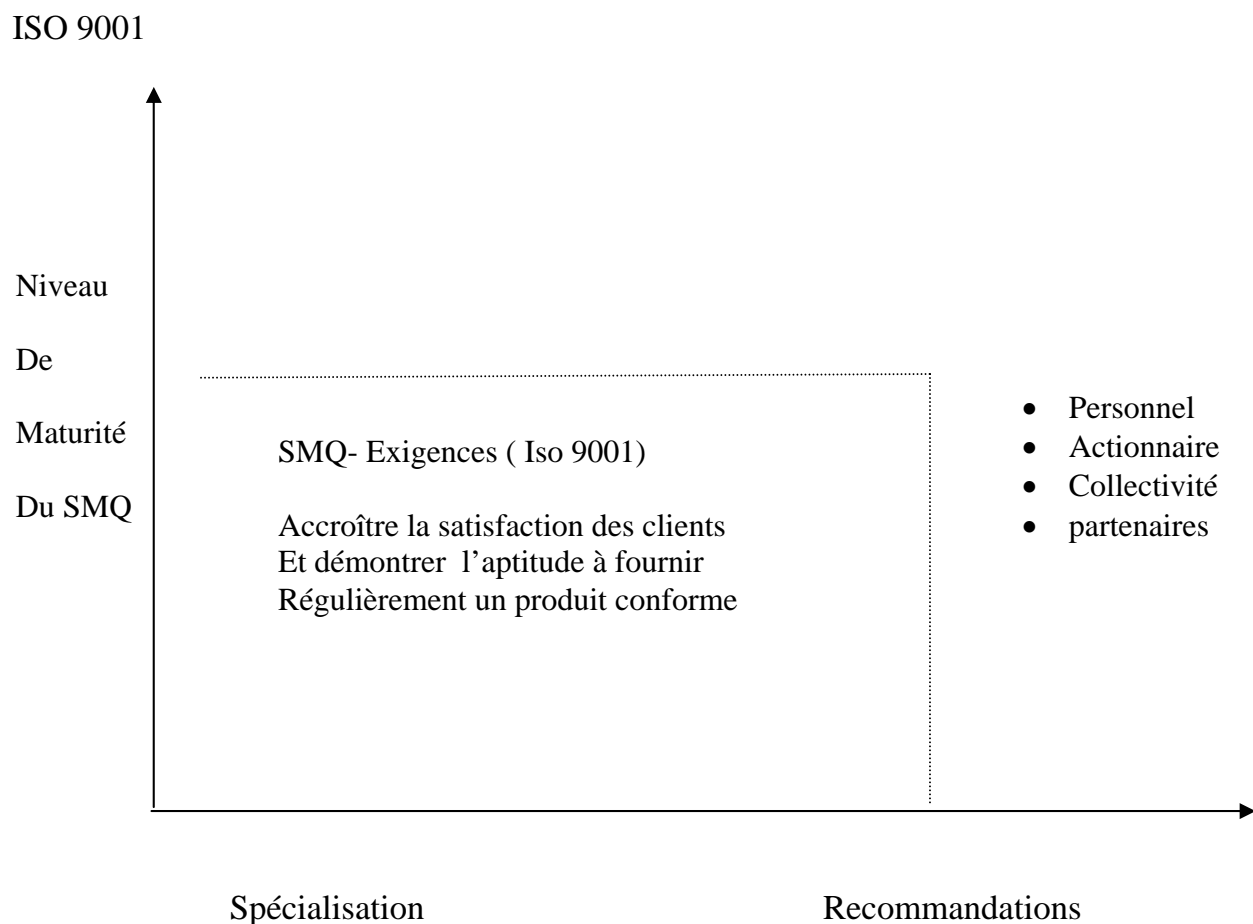 ISO 9001
Niveau
De
Maturité
Du SMQ
SMQ- Exigences ( Iso 9001)
Accroître la satisfaction des clients
Et démontrer l’aptitude à fournir
Régulièrement un produit conforme
• Personnel
• Actionnaire
• Collectivité
• partenaires
Spécialisation
Recommandations